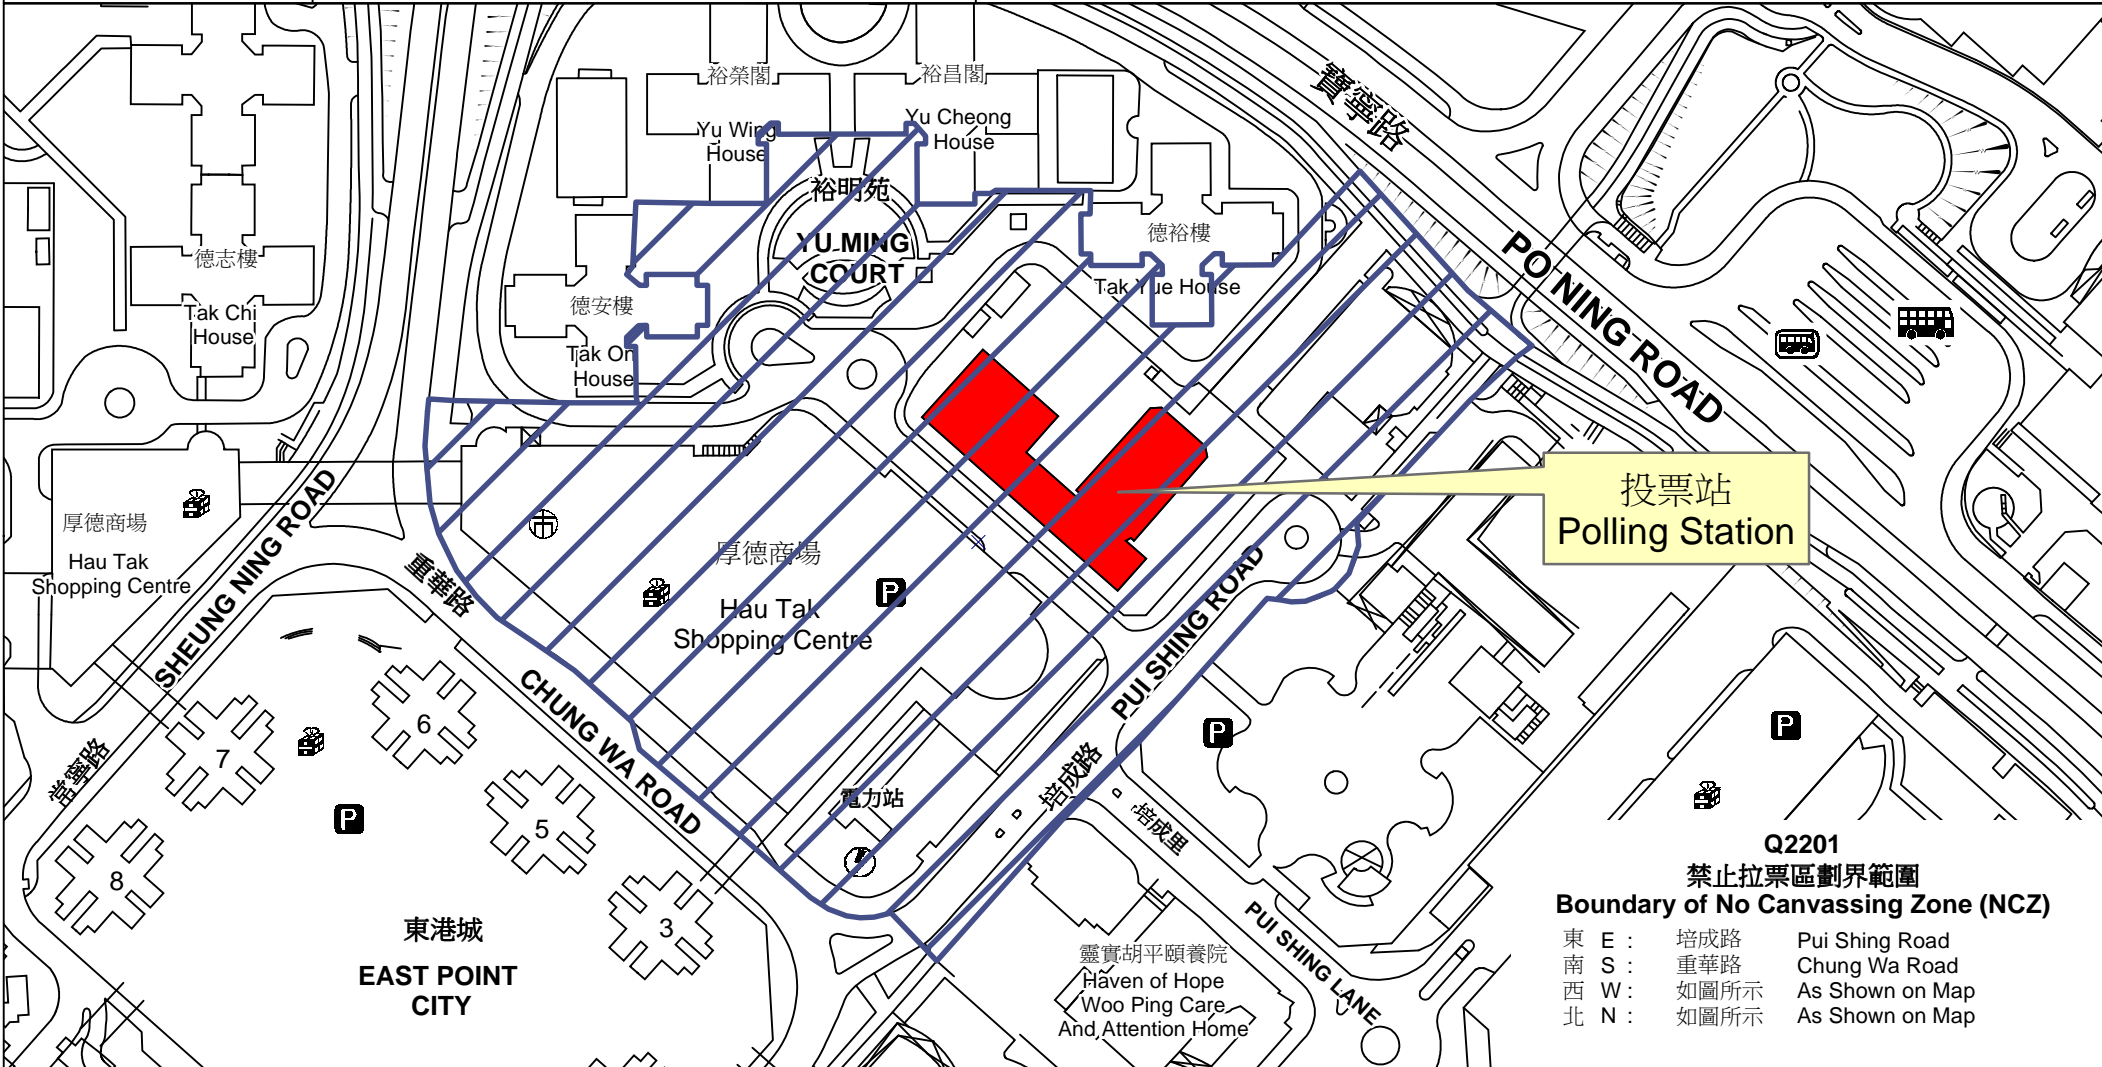 裕榮閣
Yu Wing
House
裕昌閣
Yu Cheong
House
寶寧路
PO NING ROAD
裕明苑
YU MING
COURT
德裕樓
Tak Yue House
德志樓
Tak Chi
House
德安樓
Tak On
House
投票站
Polling Station
厚德商場
Hau Tak
Shopping Centre
SHEUNG NING ROAD
常寧路
市
厚德商場
Hau Tak
Shopping Centre
P
重華路
CHUNG WA ROAD
PUI SHING ROAD
培成路
培成里
PUI SHING LANE
電力站
P
P
P
7
6
5
8
3
東港城
EAST POINT
CITY
靈實胡平頤養院
Haven of Hope
Woo Ping Care
And Attention Home
Q2201
禁止拉票區劃界範圍
Boundary of No Canvassing Zone (NCZ)
東 E : 培成路 Pui Shing Road
南 S : 重華路 Chung Wa Road
西 W : 如圖所示 As Shown on Map
北 N : 如圖所示 As Shown on Map